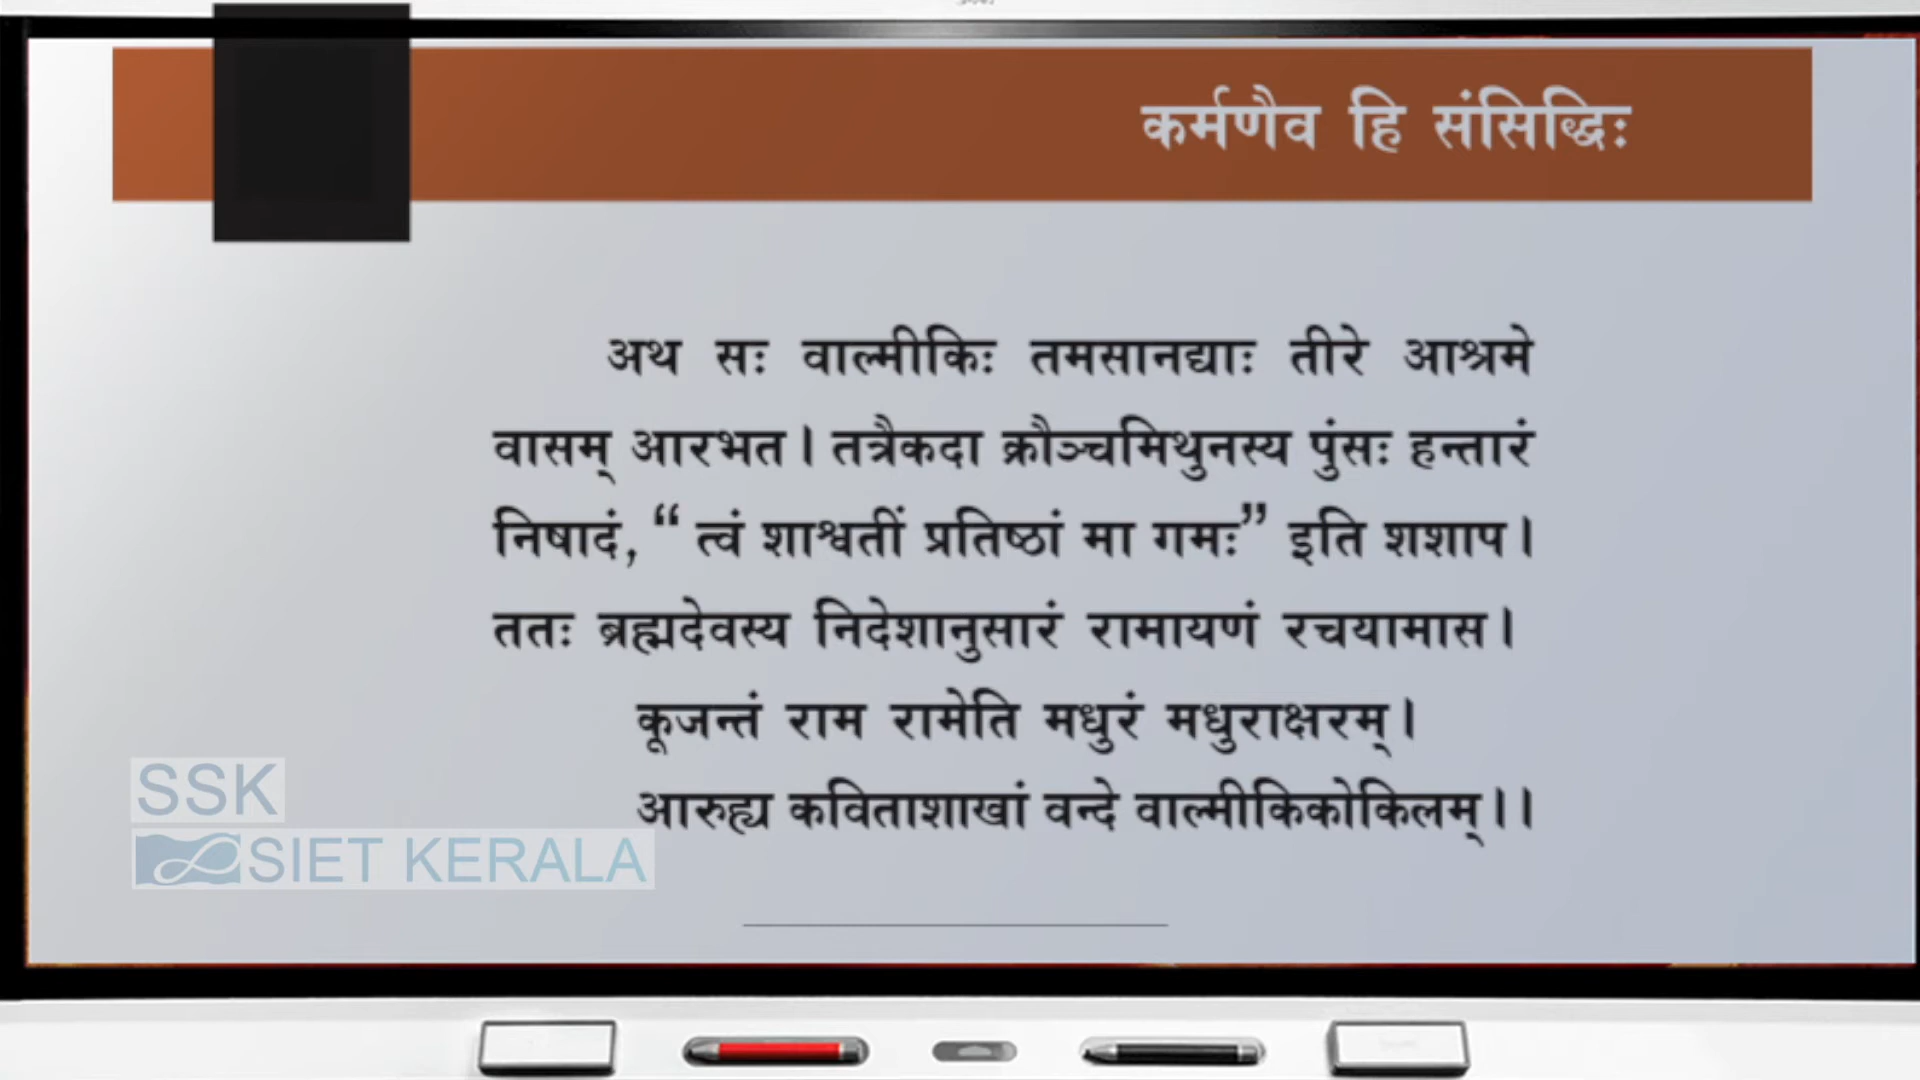 कर्मणैव हि संसिद्धिः
अथ सः वाल्मीकिः तमसानद्याः तीरे आश्रमे
वासम् आरभत। तत्रैकदा क्रौञ्चमिथुनस्य पुंसः हन्तारं
निषादं, “ त्वं शाश्वतीं प्रतिष्ठां मा गमः” इति शशाप।
ततः ब्रह्मदेवस्य निदेशानुसारं रामायणं रचयामास।
कूजन्तं राम रामेति मधुरं मधुराक्षरम्।
आरुह्य कविताशाखां वन्दे वाल्मीकिकोकिलम्।।
SSK
SIET KERALA